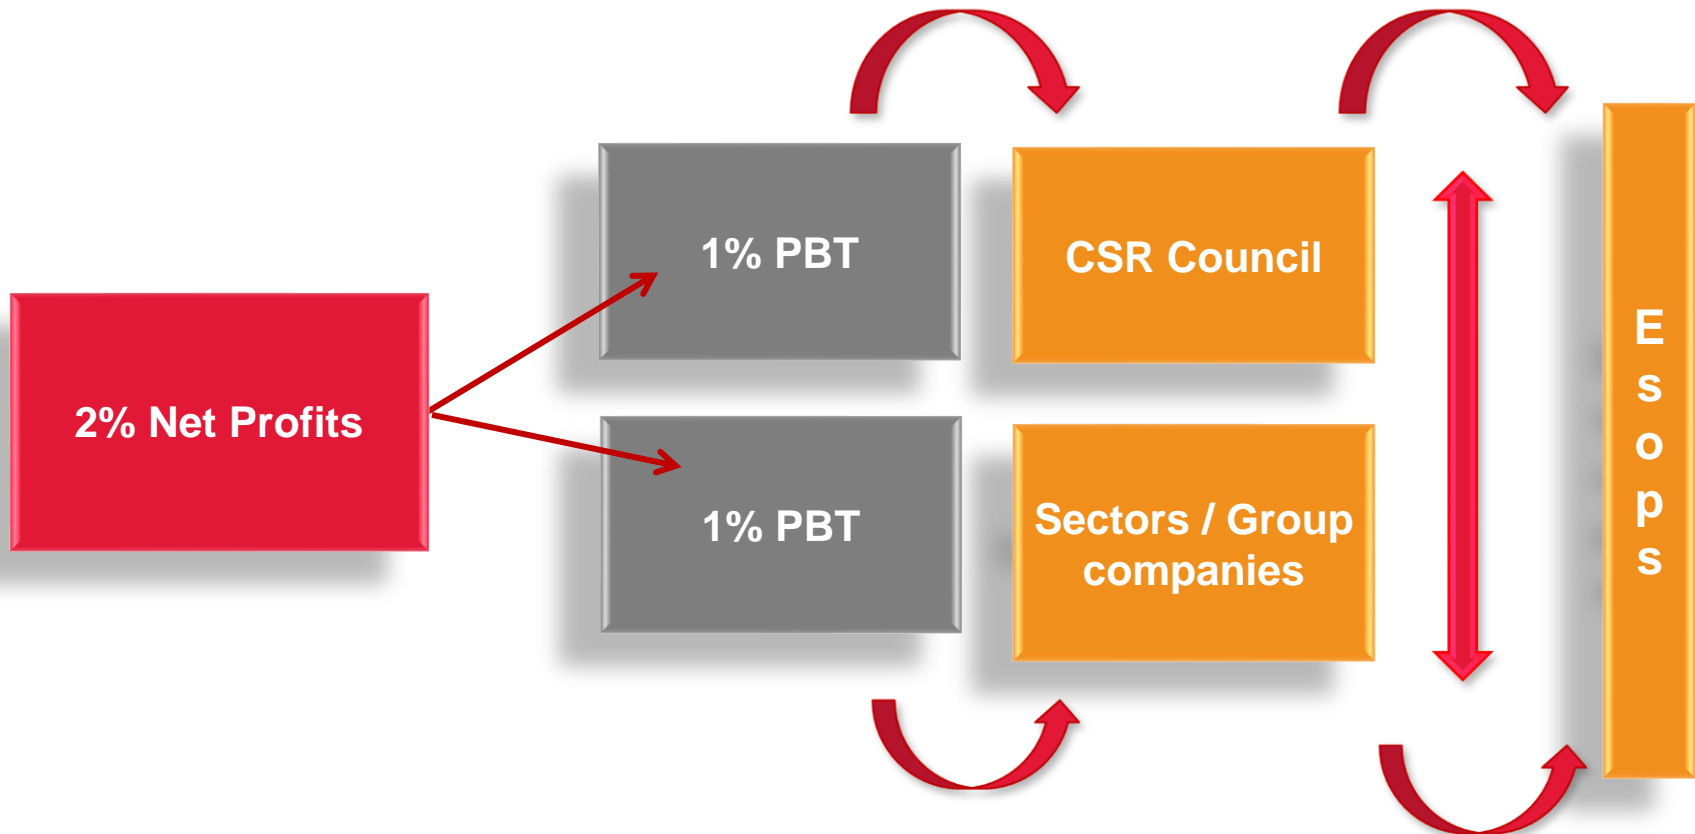 2% Net Profits
1% PBT
CSR Council
1% PBT
Sectors / Group
companies
E
s
o
p
s